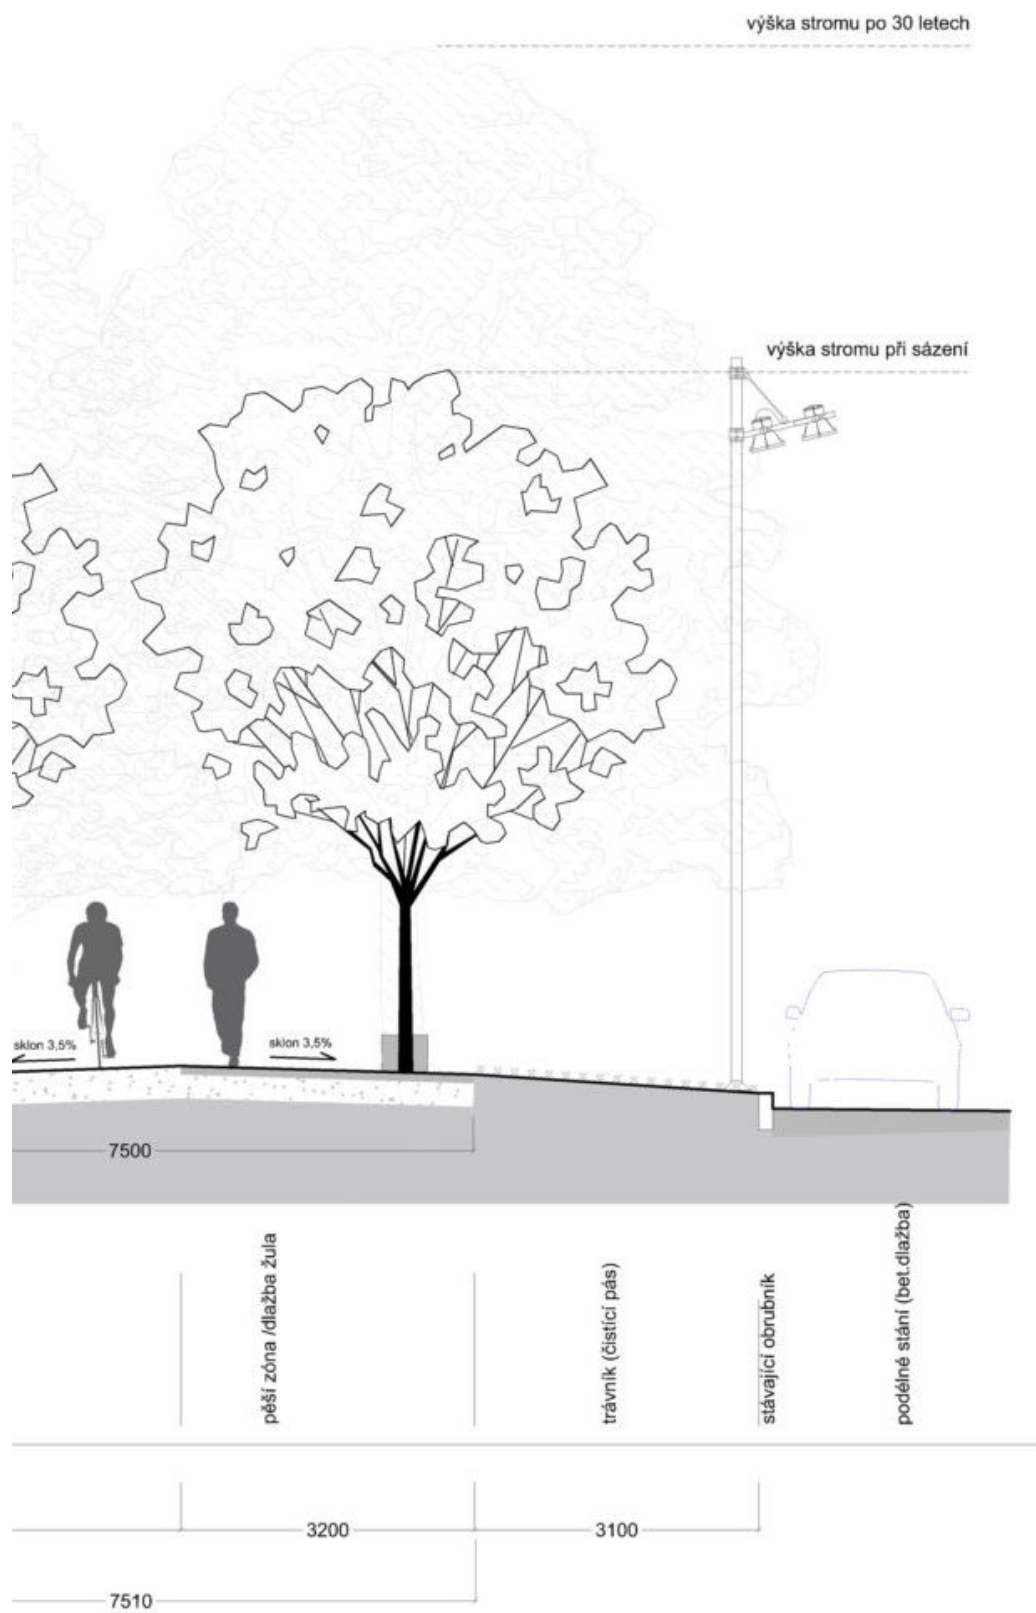 výška stromu po 30 letech
výška stromu při sázení
sklon 3,5%
sklon 3,5%
7500
pěší zóna /dlažba žula
trávník (čistící pás)
stávající obrubník
podélné stání (bet.dlažba)
3200
3100
7510